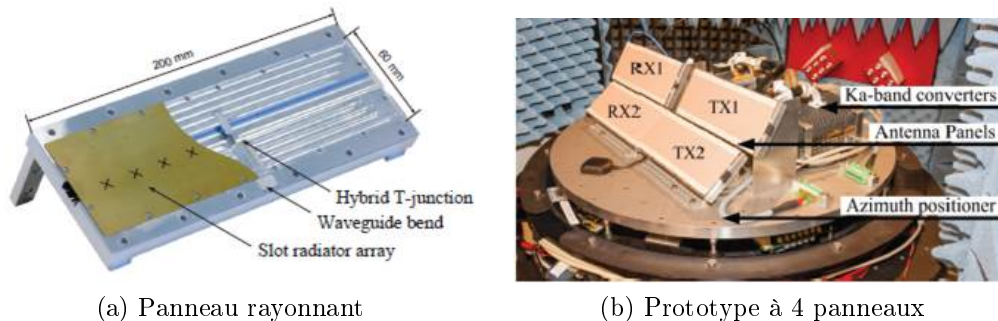 200 mm
60 mm
Hybrid T-junction
Waveguide bend
Slot radiator array
(a) Panneau rayonnant
RX1
TX1
RX2
TX2
Ka-band converters
Antenna Panels
Azimuth positioner
(b) Prototype à 4 panneaux